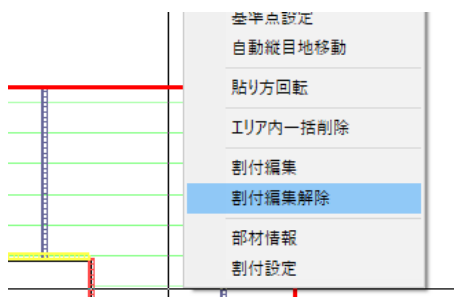 基準点設定
自動縦目地移動
貼り方回転
エリア内一括削除
割付編集
割付編集解除
部材情報
割付設定